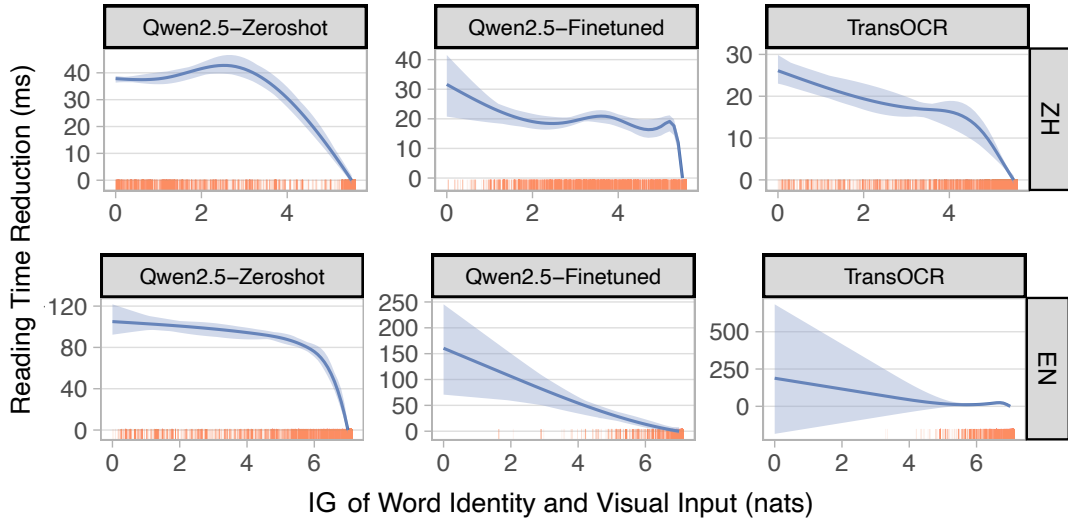 Qwen2.5−Zeroshot Qwen2.5−Finetuned TransOCR
Reading Time Reduction (ms)
40
30
20
10
0
0 2 4
40
30
20
10
0
0 2 4
30
20
10
0
0 2 4
ZH
Qwen2.5−Zeroshot Qwen2.5−Finetuned TransOCR
120
80
40
0
0 2 4 6
250
200
150
100
50
0
0 2 4 6
500
250
0
0 2 4 6
EN
IG of Word Identity and Visual Input (nats)